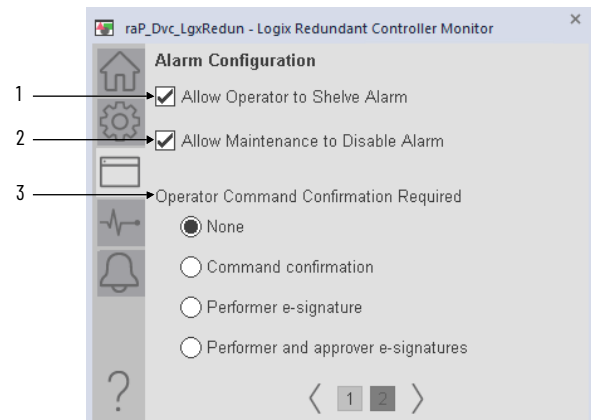 raP_Dvc_LgxRedun - Logix Redundant Controller Monitor
Alarm Configuration
1
Allow Operator to Shelve Alarm
2
Allow Maintenance to Disable Alarm
3
Operator Command Confirmation Required
None
Command confirmation
Performer e-signature
Performer and approver e-signatures
?
1 2